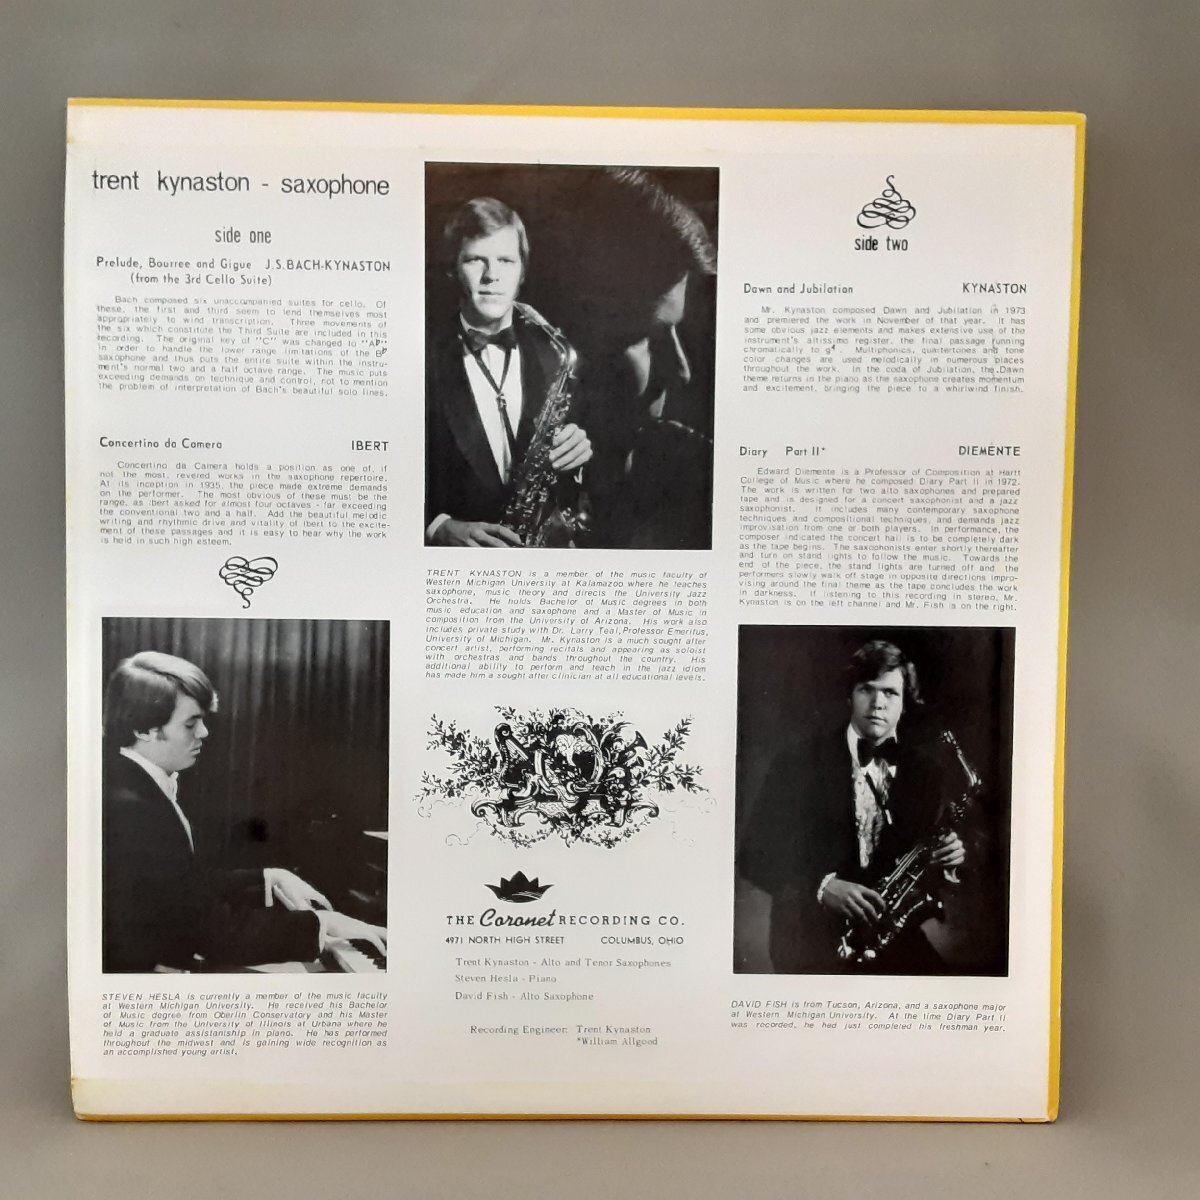 trent kynaston - saxophone
side one
Prelude, Bourree and Gigue J.S.BACH-KYNASTON
(from the 3rd Cello Suite)
Bach composed six unaccompanied suites for cello. Of
these, the first and third seem to lend themselves most
appropriately to wind transcription. Three movements of
the six which constitute the Third Suite are included in this
recording. The original key of "C" was changed to "Ab"
in order to handle the lower range limitations of the Bb
saxophone and thus puts the entire suite within the instru-
ment's normal two and a half octave range. The music puts
exceeding demands on technique and control, not to mention
the problem of interpretation of Bach's beautiful solo lines.
Concertino da Camera IBERT
Concertino da Camera holds a position as one of, if
not the most, revered works in the saxophone repertoire.
At its inception in 1935, the piece made extreme demands
on the performer. The most obvious of these must be the
range, as Ibert asked for almost four octaves - far exceeding
the conventional two and a half. Add the beautiful melodic
writing and rhythmic drive and vitality of Ibert to the excite-
ment of these passages and it is easy to hear why the work
is held in such high esteem.
STEVEN HESLA is currently a member of the music faculty
at Western Michigan University. He received his Bachelor
of Music degree from Oberlin Conservatory and his Master
of Music from the University of Illinois at Urbana where he
held a graduate assistanship in piano. He has performed
throughout the midwest and is gaining wide recognition as
an accomplished young artist.
TRENT KYNASTON is a member of the music faculty of
Western Michigan University at Kalamazoo where he teaches
saxophone, music theory and directs the University Jazz
Orchestra. He holds Bachelor of Music degrees in both
music education and saxophone and a Master of Music in
composition from the University of Arizona. His work also
includes private study with Dr. Larry Teal, Professor Emeritus,
University of Michigan. Mr. Kynaston is a much sought after
concert artist, performing recitals and appearing as soloist
with orchestras and bands throughout the country. His
additional ability to perform and teach in the jazz idiom
has made him a sought after clinician at all educational levels.
THE Coronet RECORDING CO.
4971 NORTH HIGH STREET COLUMBUS, OHIO
Trent Kynaston - Alto and Tenor Saxophones
Steven Hesla - Piano
David Fish - Alto Saxophone
Recording Engineer: Trent Kynaston
*William Allgood
side two
Dawn and Jubilation KYNASTON
Mr. Kynaston composed Dawn and Jubilation in 1973
and premiered the work in November of that year. It has
some obvious jazz elements and makes extensive use of the
instrument's altissimo register, the final passage running
chromatically to g4. Multiphonics, quartertones and tone
color changes are used melodically in numerous places
throughout the work. In the coda of Jubilation, the Dawn
theme returns in the piano as the saxophone creates momentum
and excitement, bringing the piece to a whirlwind finish.
Diary Part II* DIEMENTE
Edward Diemente is a Professor of Composition at Hartt
College of Music where he composed Diary Part II in 1972.
The work is written for two alto saxophones and prepared
tape and is designed for a concert saxophonist and a jazz
saxophonist. It includes many contemporary saxophone
techniques and compositional techniques, and demands jazz
improvisation from one or both players. In performance, the
composer indicated the concert hall is to be completely dark
as the tape begins. The saxophonists enter shortly thereafter
and turn on stand lights to follow the music. Towards the
end of the piece, the stand lights are turned off and the
performers slowly walk off stage in opposite directions impro-
vising around the final theme as the tape concludes the work
in darkness. If listening to this recording in stereo, Mr.
Kynaston is on the left channel and Mr. Fish is on the right.
DAVID FISH is from Tucson, Arizona, and a saxophone major
at Western Michigan University. At the time Diary Part II
was recorded, he had just completed his freshman year.